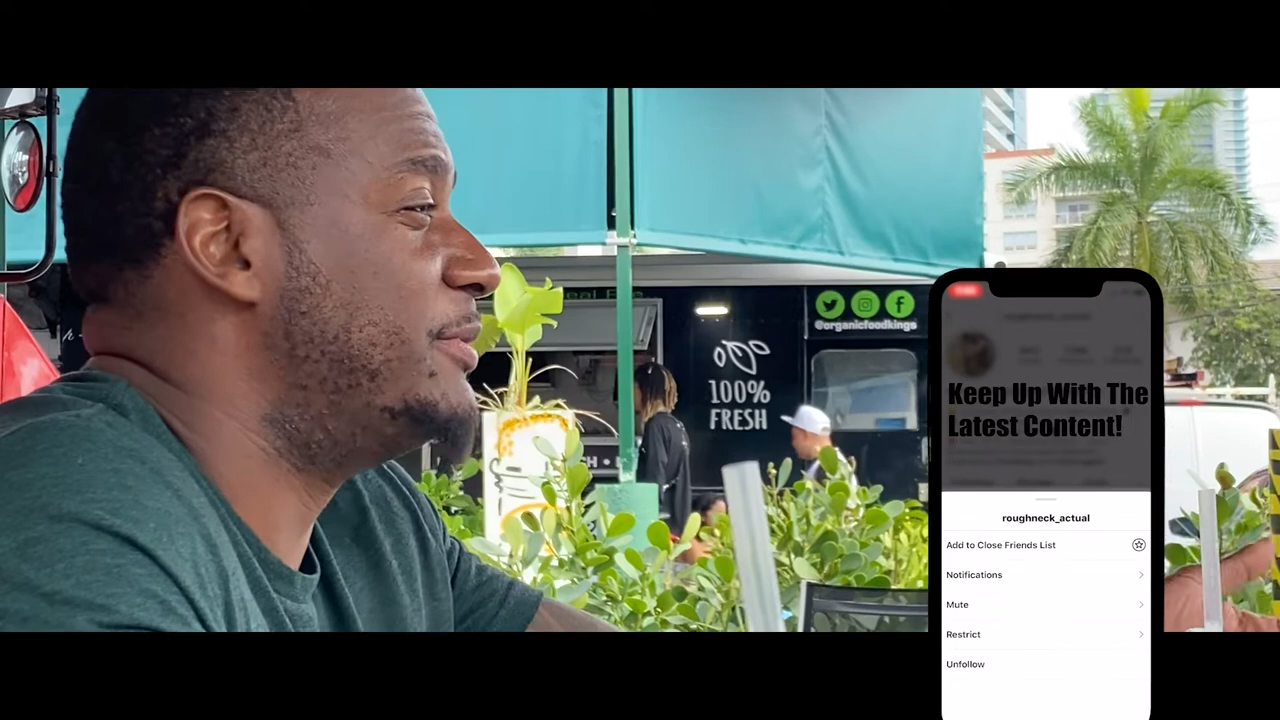 @organicfoodkings
100%
FRESH
Keep Up With The
Latest Content!
roughneck_actual
Add to Close Friends List
Notifications
Mute
Restrict
Unfollow